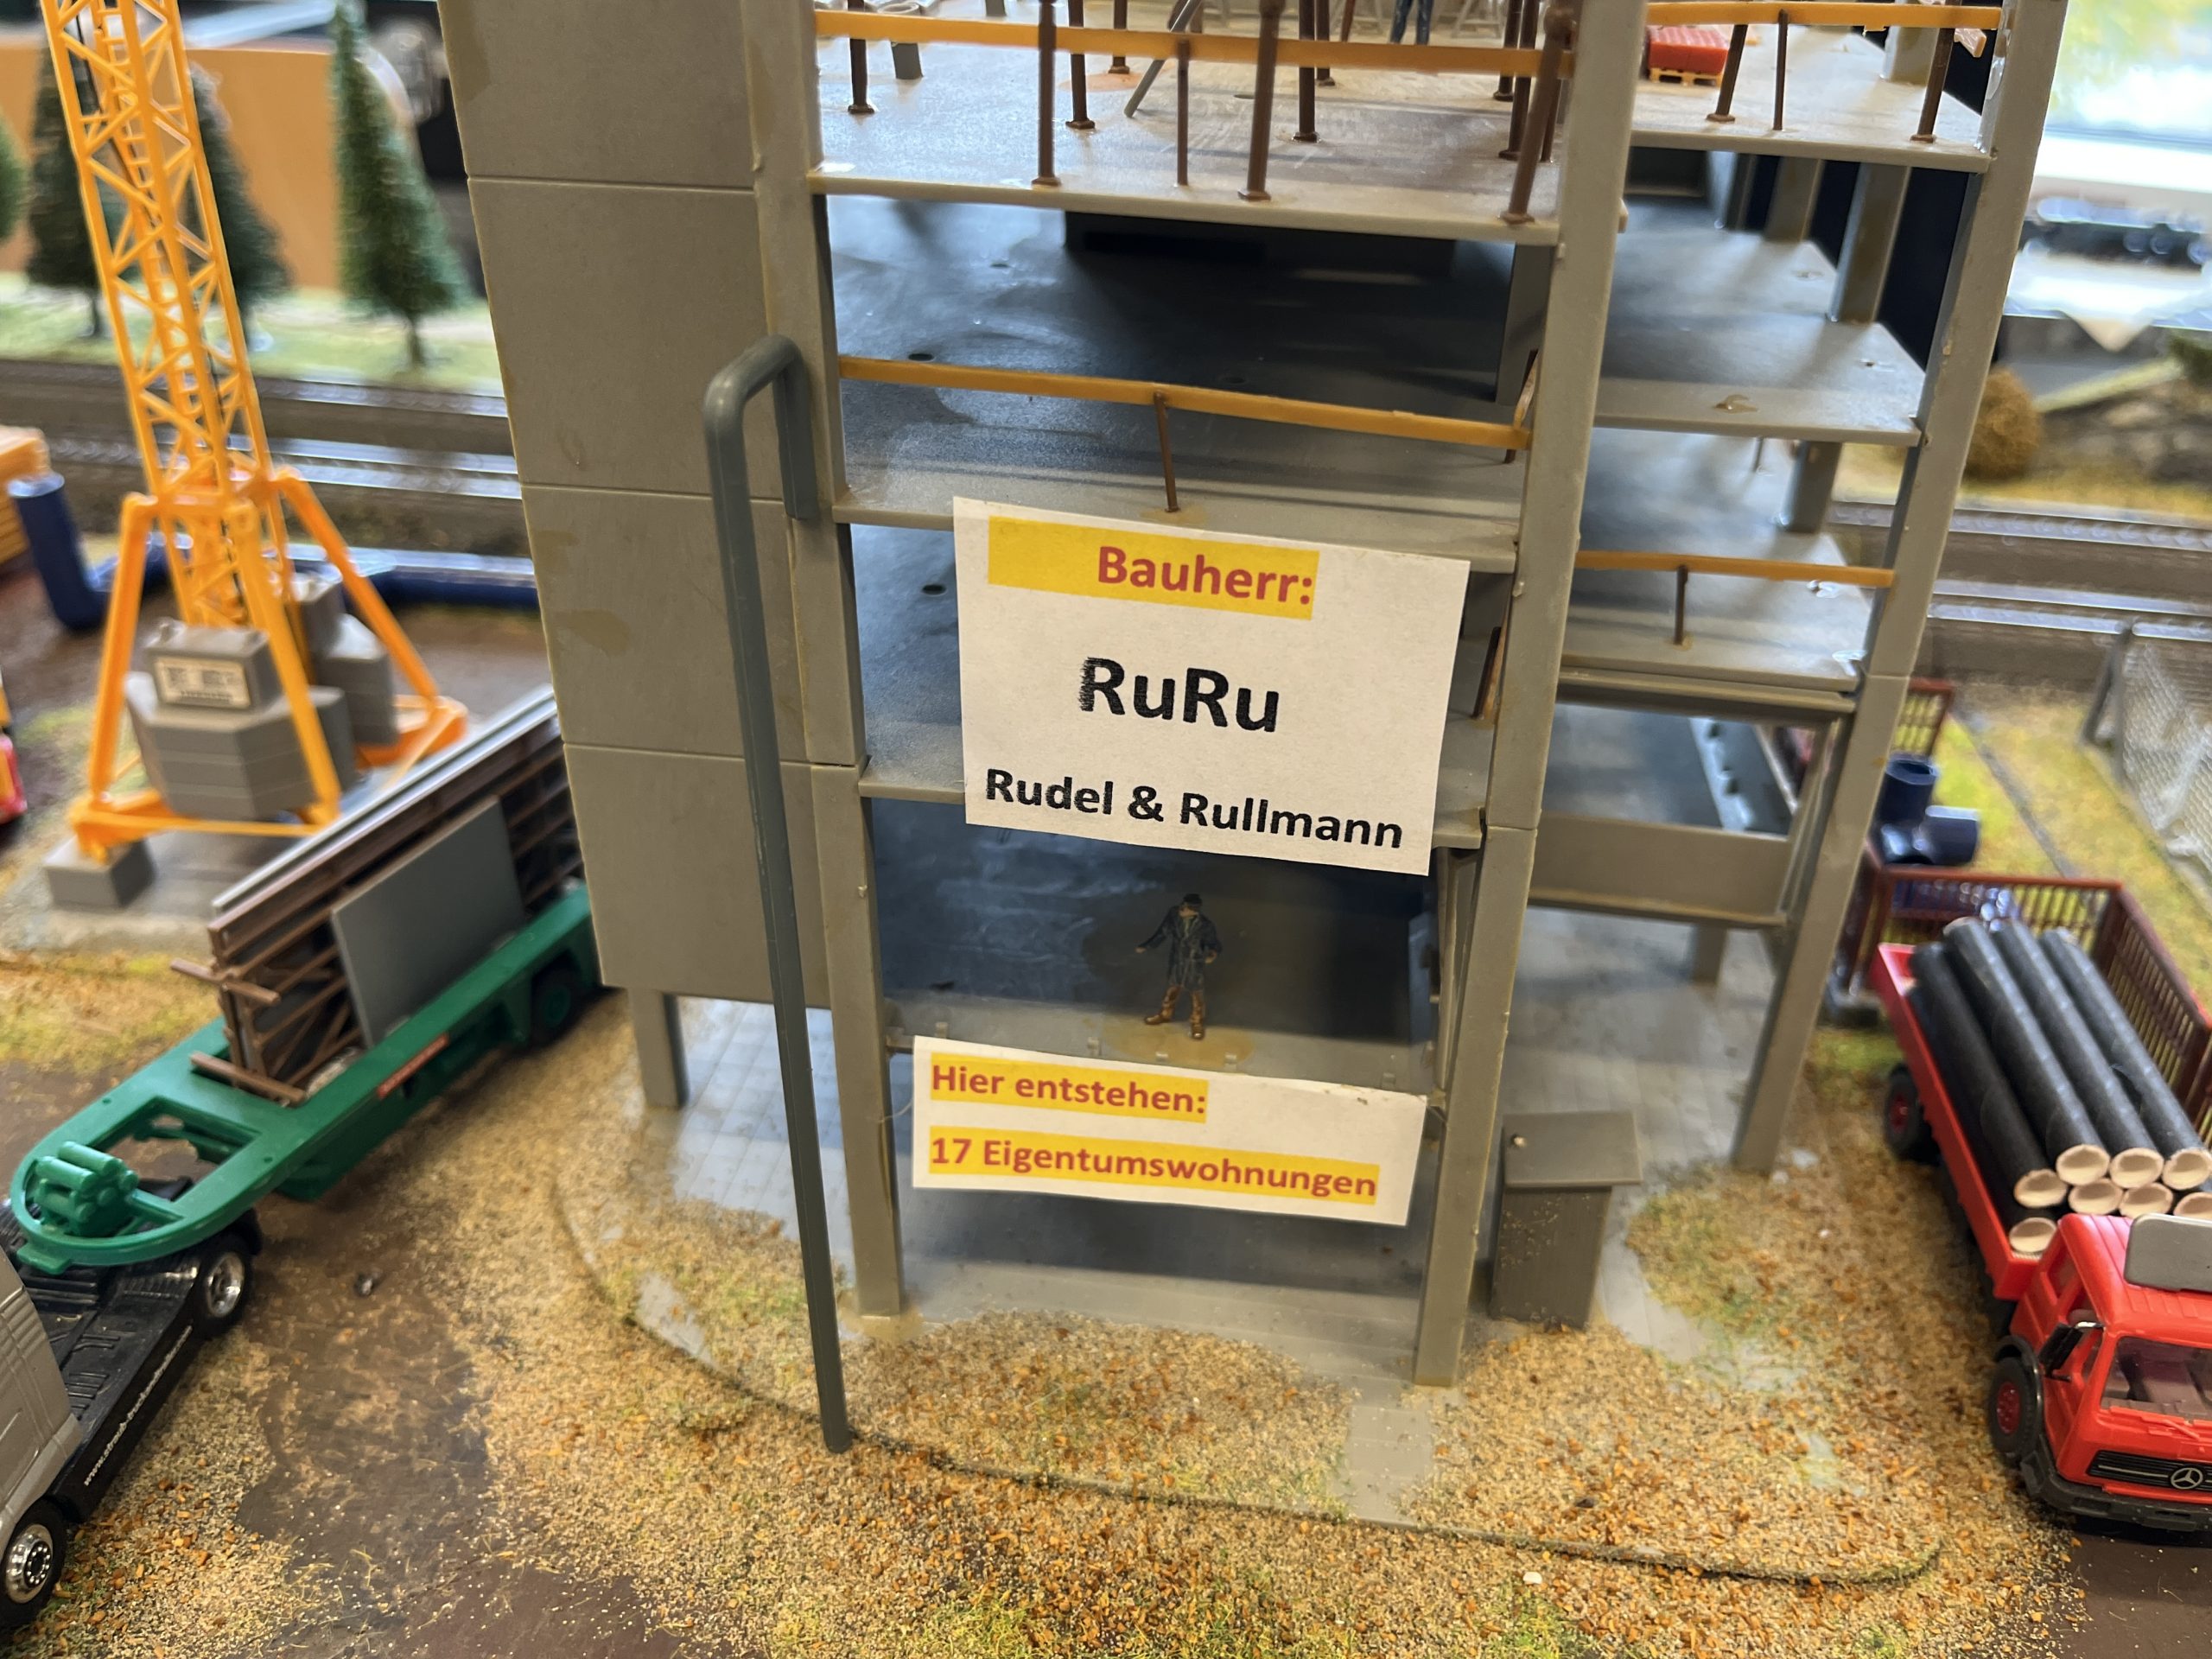 Bauherr:
RuRu
Rudel & Rullmann
Hier entstehen:
17 Eigentumswohnungen